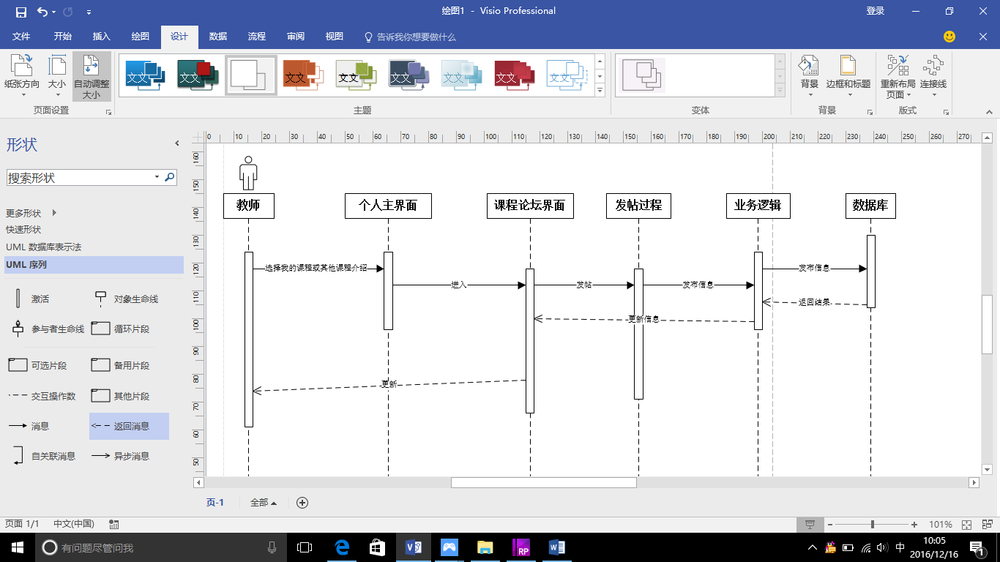 绘图1 - Visio Professional
登录
文件
开始
插入
绘图
设计
数据
流程
审阅
视图
告诉我你想要做什么
纸张方向
大小
自动调整
大小
文文
文文
文文
文文
文文
文文
文文
文文
背景
边框和标题
重新布局
页面
连接线
页面设置
主题
变体
背景
版式
形状
搜索形状
更多形状
快速形状
UML 数据库表示法
UML 序列
激活
对象生命线
参与者生命线
循环片段
可选片段
备用片段
交互操作数
其他片段
消息
返回消息
自关联消息
异步消息
0 10 20 30 40 50 60 70 80 90 100 110 120 130 140 150 160 170 180 190 200 210 220 230 240 250 260 270
160
150
140
130
120
110
100
90
80
70
60
50
教师
个人主界面
课程论坛界面
发帖过程
业务逻辑
数据库
选择我的课程或其他课程介绍
发布信息
进入
发帖
发布信息
返回结果
更新信息
更新
页-1
全部
页面 1/1
中文(中国)
101%
有问题尽管问我
RP
中
10:05
2016/12/16
1